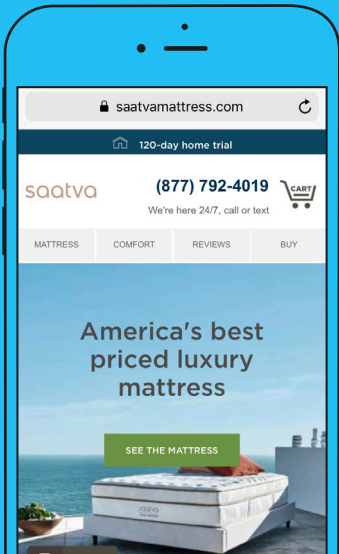 saatvamattress.com
120-day home trial
saatva
(877) 792-4019
CART
We're here 24/7, call or text
MATTRESS COMFORT REVIEWS BUY
America's best
priced luxury
mattress
SEE THE MATTRESS
saatva